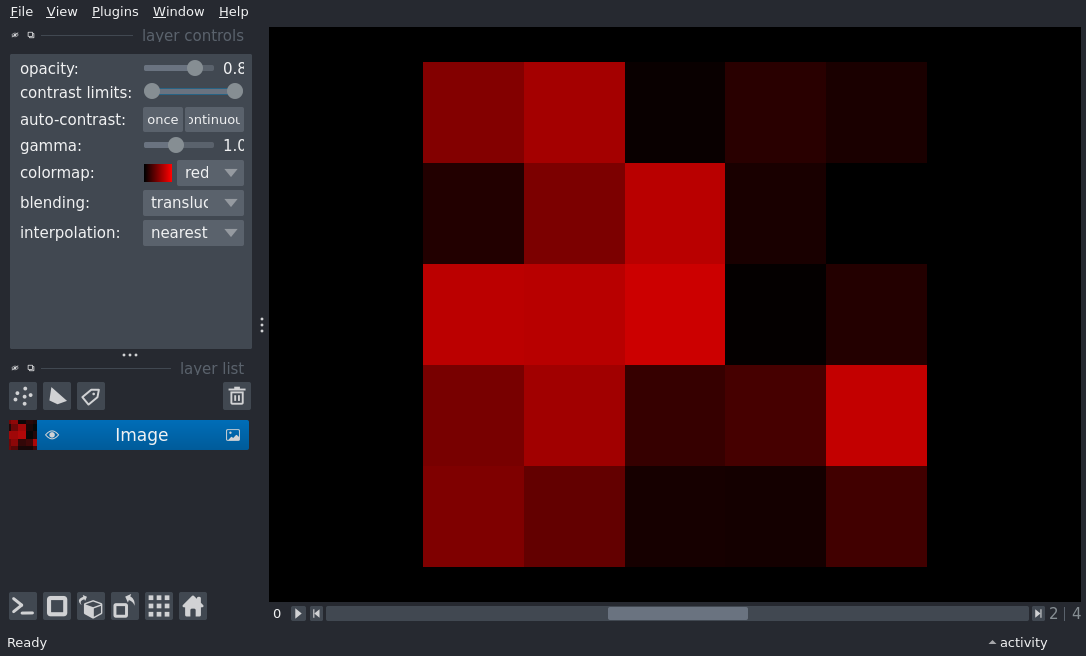 File View Plugins Window Help
layer controls
opacity: 0.8
contrast limits:
auto-contrast: once ontinuou
gamma: 1.0
colormap: red
blending: transluc
interpolation: nearest
layer list
Image
0 2 | 4
Ready activity